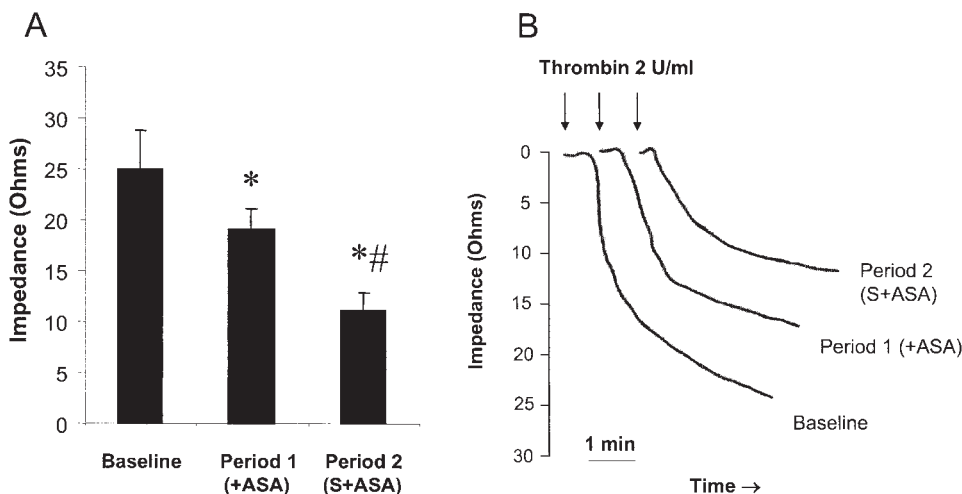 A
Impedance (Ohms)
35
30
25
20
15
10
5
0
*
*#
Baseline
Period 1
(+ASA)
Period 2
(S+ASA)
B
Thrombin 2 U/ml
Impedance (Ohms)
0
5
10
15
20
25
30
Period 2
(S+ASA)
Period 1 (+ASA)
Baseline
1 min
Time →